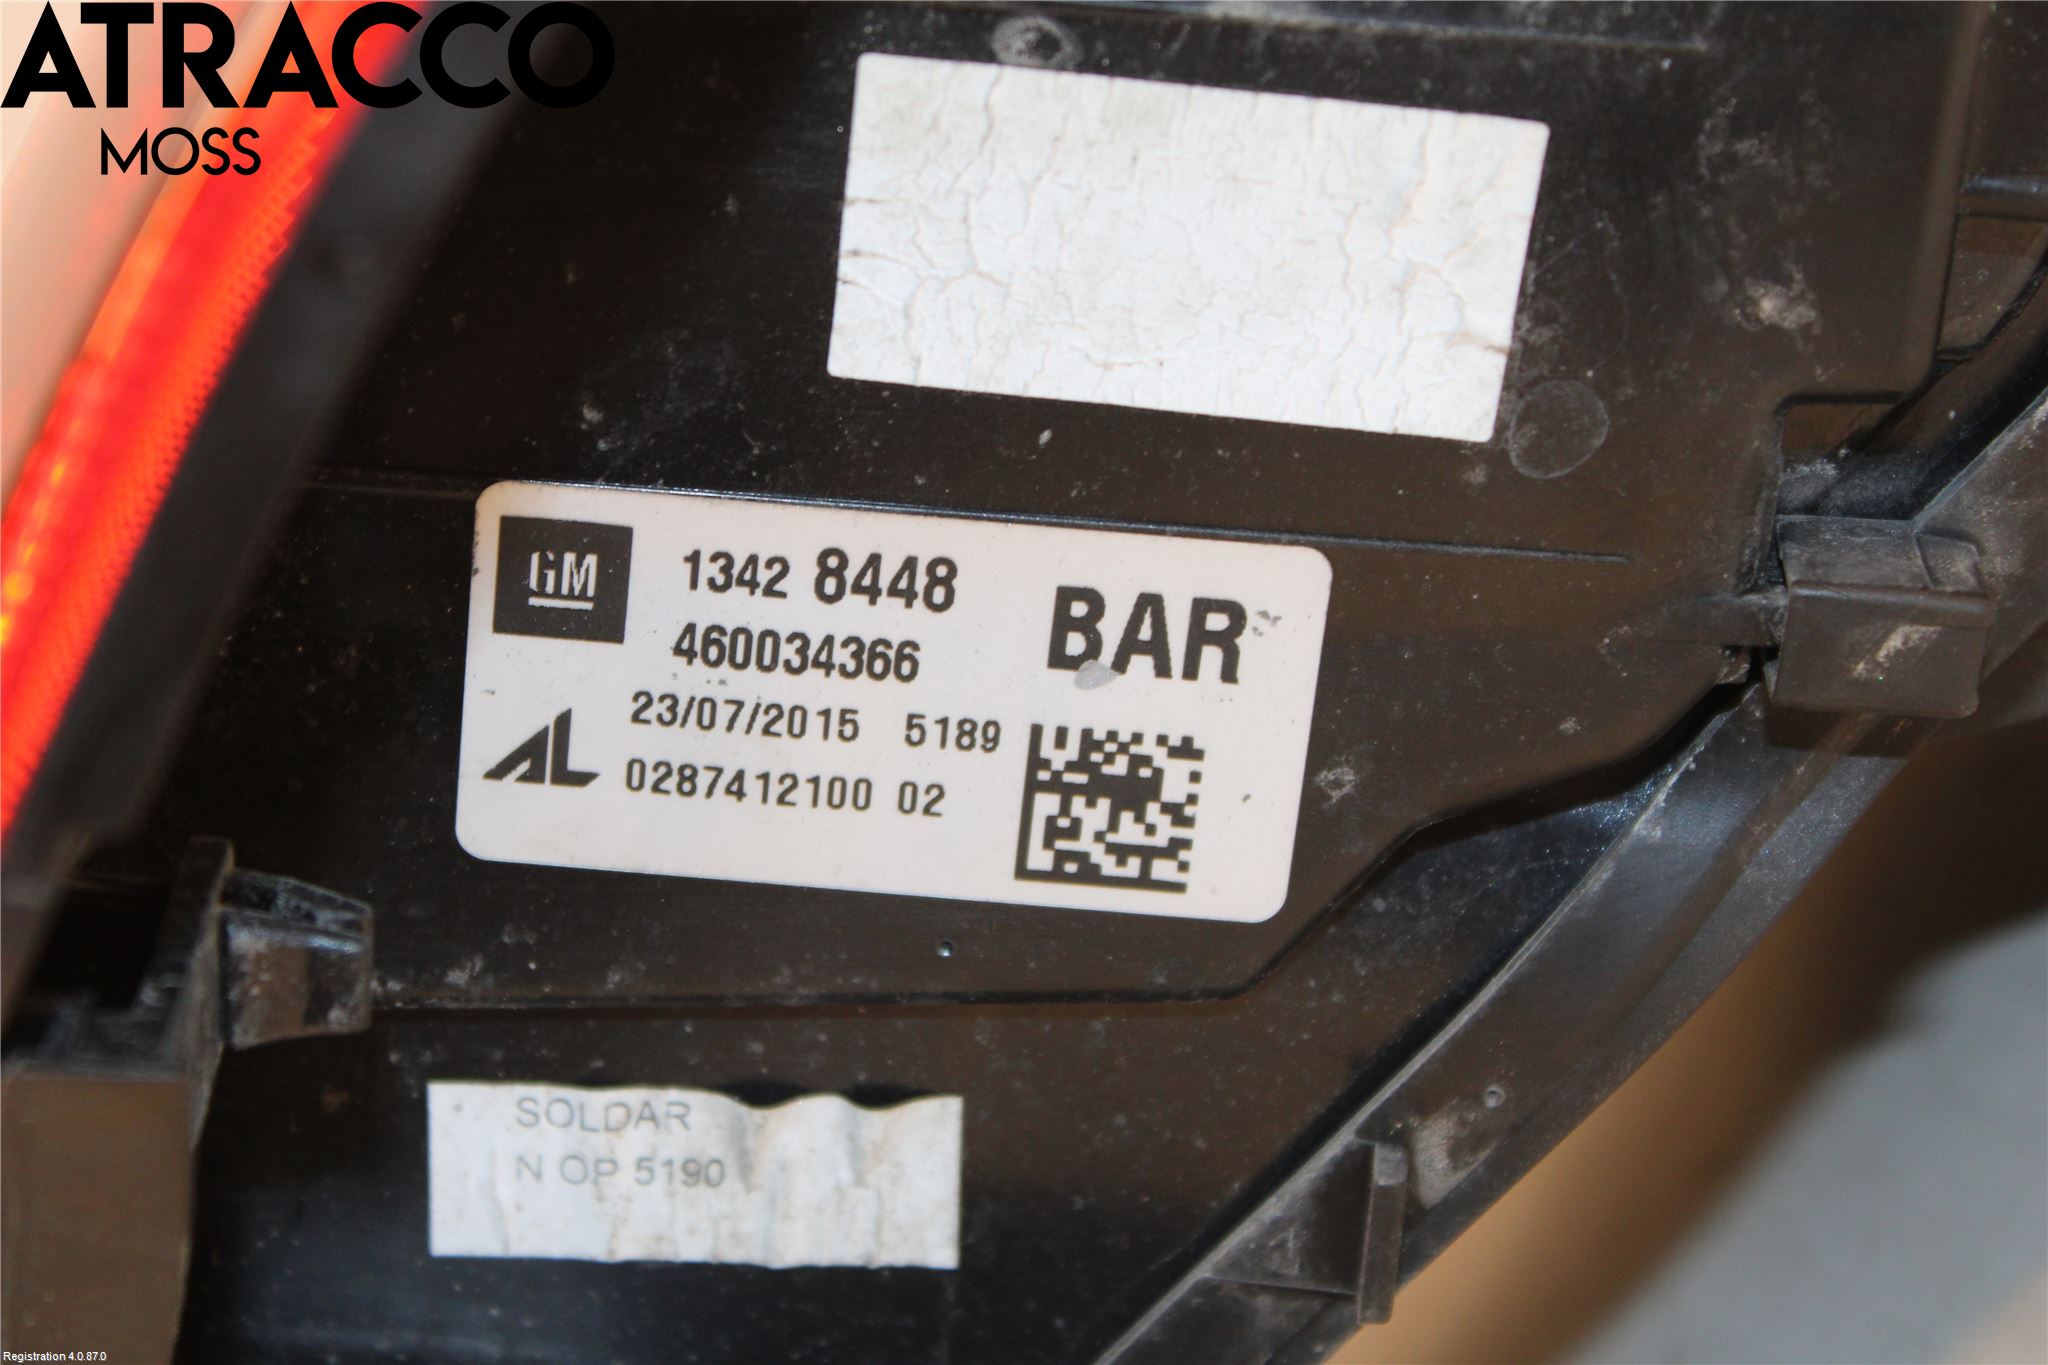 ATRACCO
MOSS
GM
1342 8448
BAR
460034366
23/07/2015 5189
AL
0287412100 02
SOLDAR
N OP 5190
Registration 4.0.87.0